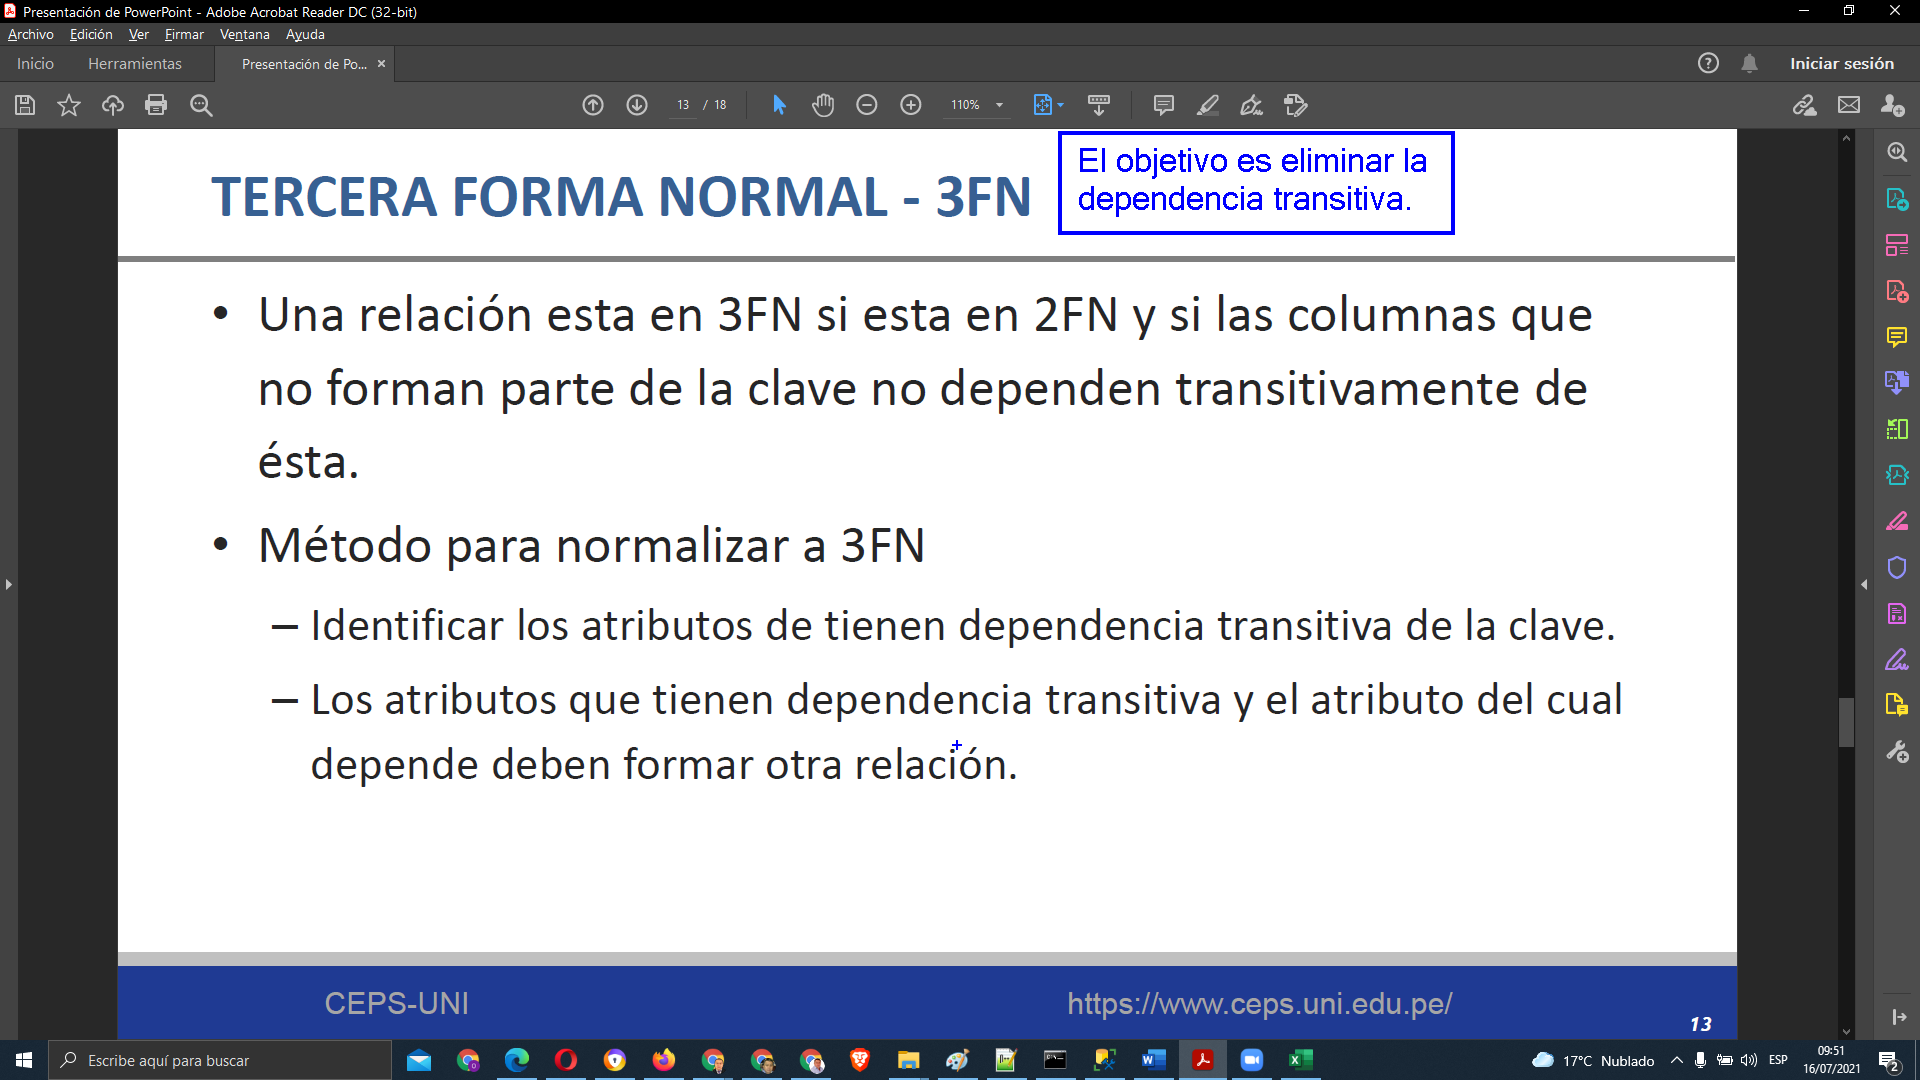 Presentación de PowerPoint - Adobe Acrobat Reader DC (32-bit)
Archivo Edición Ver Firmar Ventana Ayuda
Inicio Herramientas Presentación de Po... × Iniciar sesión
13 / 18 110%
TERCERA FORMA NORMAL - 3FN
El objetivo es eliminar la
dependencia transitiva.
• Una relación esta en 3FN si esta en 2FN y si las columnas que
no forman parte de la clave no dependen transitivamente de
ésta.
• Método para normalizar a 3FN
– Identificar los atributos de tienen dependencia transitiva de la clave.
– Los atributos que tienen dependencia transitiva y el atributo del cual
depende deben formar otra relación.
CEPS-UNI https://www.ceps.uni.edu.pe/
13
Escribe aquí para buscar
17°C Nublado ESP
09:51
16/07/2021
2